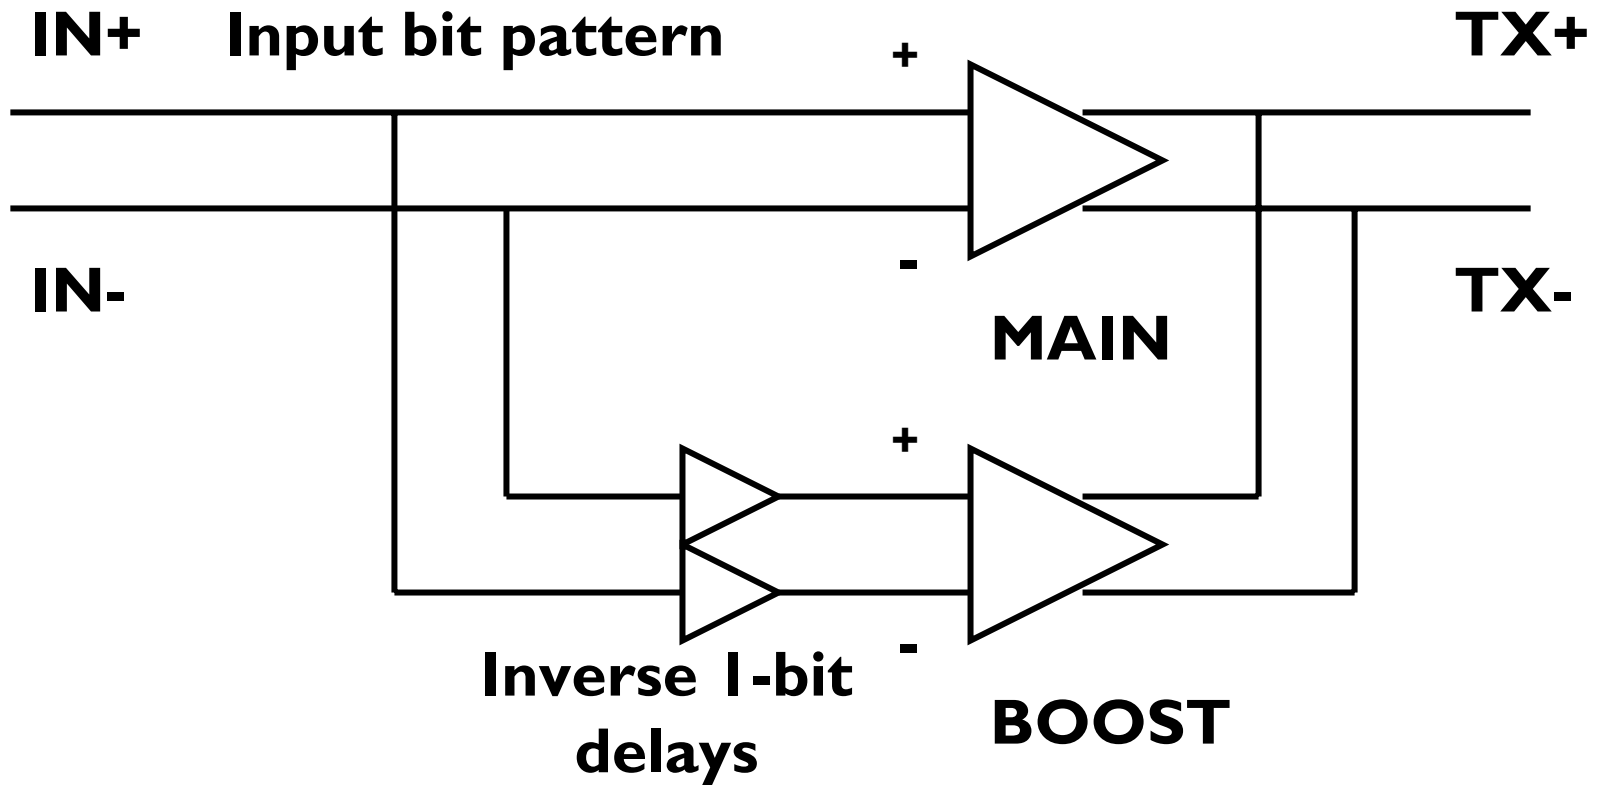 IN+ Input bit pattern + TX+
IN- - TX-
MAIN
+
-
Inverse 1-bit
delays
BOOST